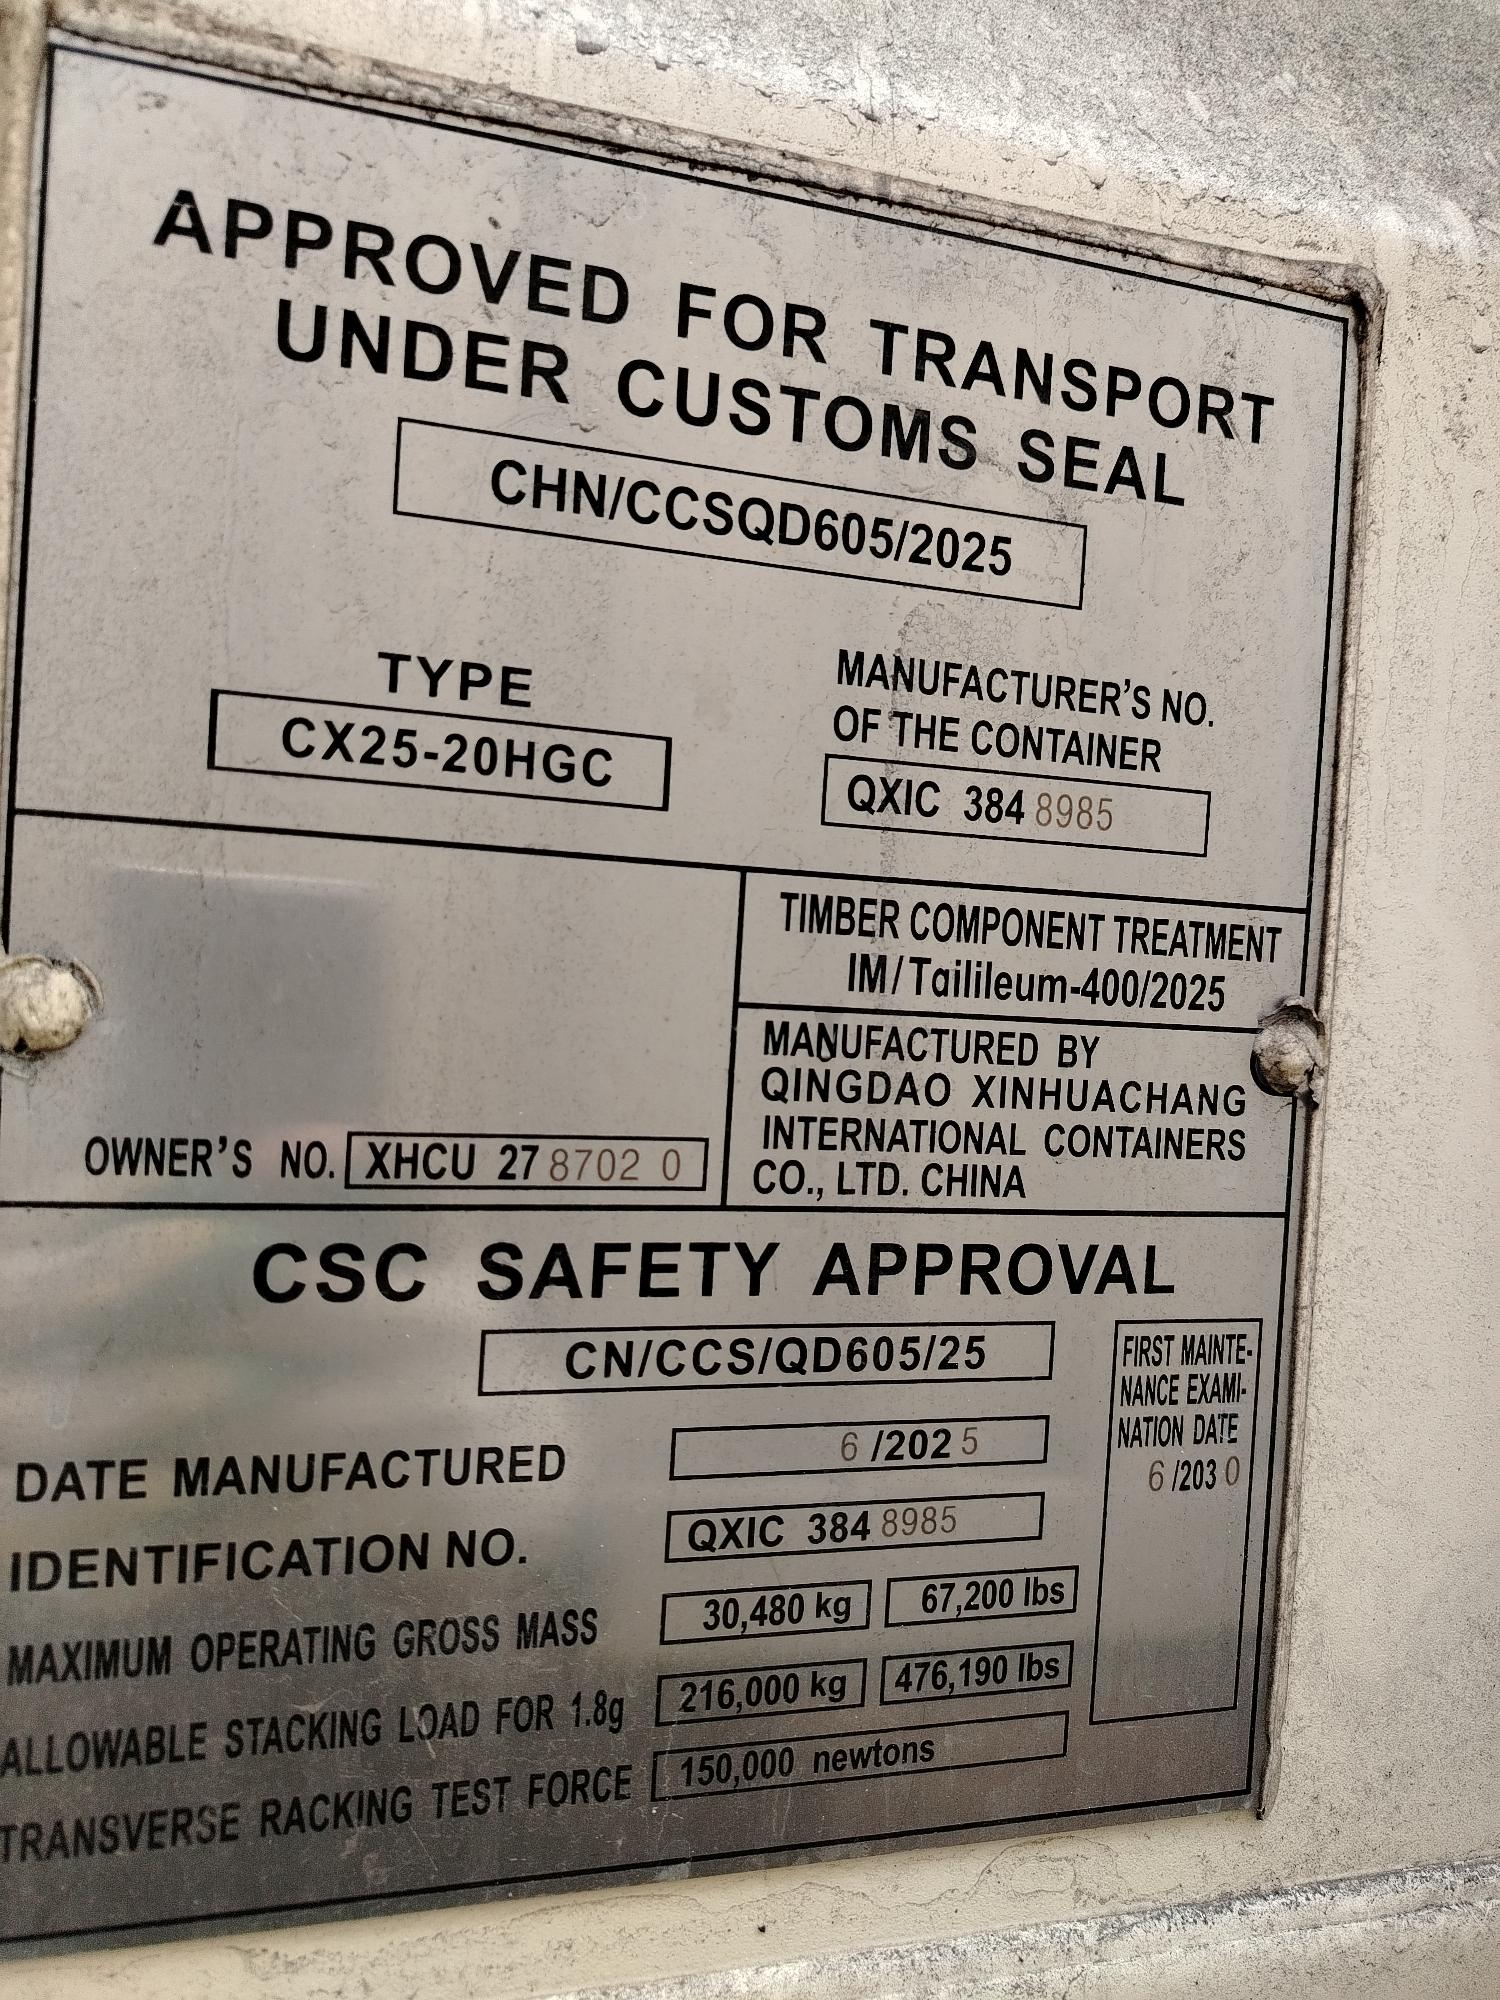 APPROVED FOR TRANSPORT
UNDER CUSTOMS SEAL
CHN/CCSQD605/2025
TYPE
CX25-20HGC
MANUFACTURER'S NO.
OF THE CONTAINER
QXIC 384 8985
TIMBER COMPONENT TREATMENT
IM/Tailileum-400/2025
MANUFACTURED BY
QINGDAO XINHUACHANG
INTERNATIONAL CONTAINERS
CO., LTD. CHINA
OWNER'S NO. XHCU 27 8702 0
CSC SAFETY APPROVAL
CN/CCS/QD605/25
DATE MANUFACTURED 6 /202 5
IDENTIFICATION NO. QXIC 384 8985
MAXIMUM OPERATING GROSS MASS 30,480 kg 67,200 lbs
ALLOWABLE STACKING LOAD FOR 1.8g 216,000 kg 476,190 lbs
TRANSVERSE RACKING TEST FORCE 150,000 newtons
FIRST MAINTE-
NANCE EXAMI-
NATION DATE
6 /203 0